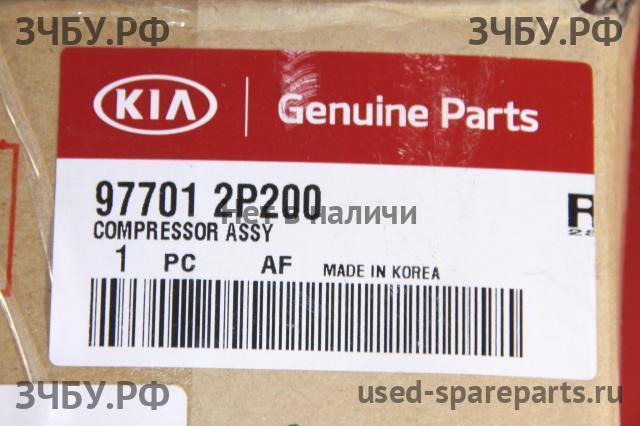 ЗЧБУ.РФ ЗЧБУ.РФ
KIA Genuine Parts
97701 2P200
Нет в наличи
COMPRESSOR ASSY
1 PC AF MADE IN KOREA
ЗЧБУ.РФ used-spareparts.ru